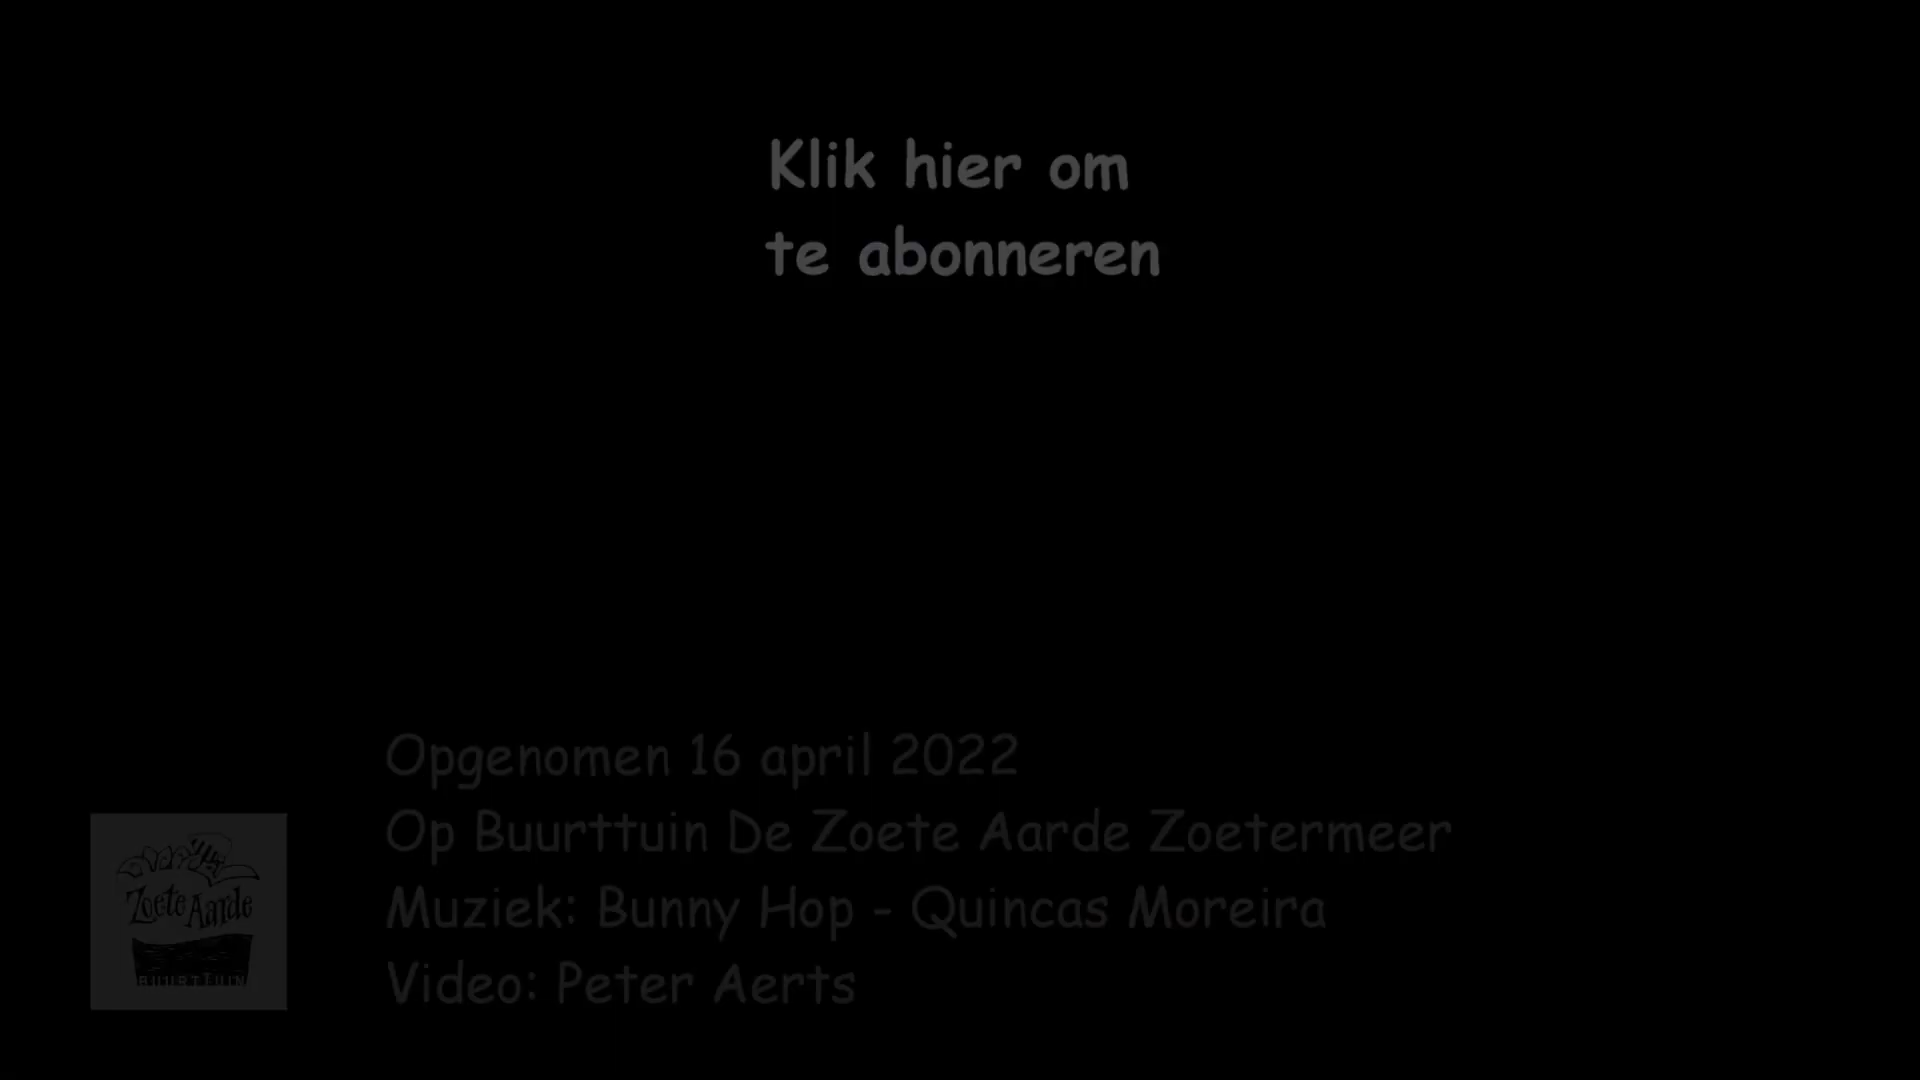 Klik hier om
te abonneren
Opgenomen 16 april 2022
Op Buurttuin De Zoete Aarde Zoetermeer
Muziek: Bunny Hop - Quincas Moreira
Video: Peter Aerts
Zoete Aarde
BUURTTUIN